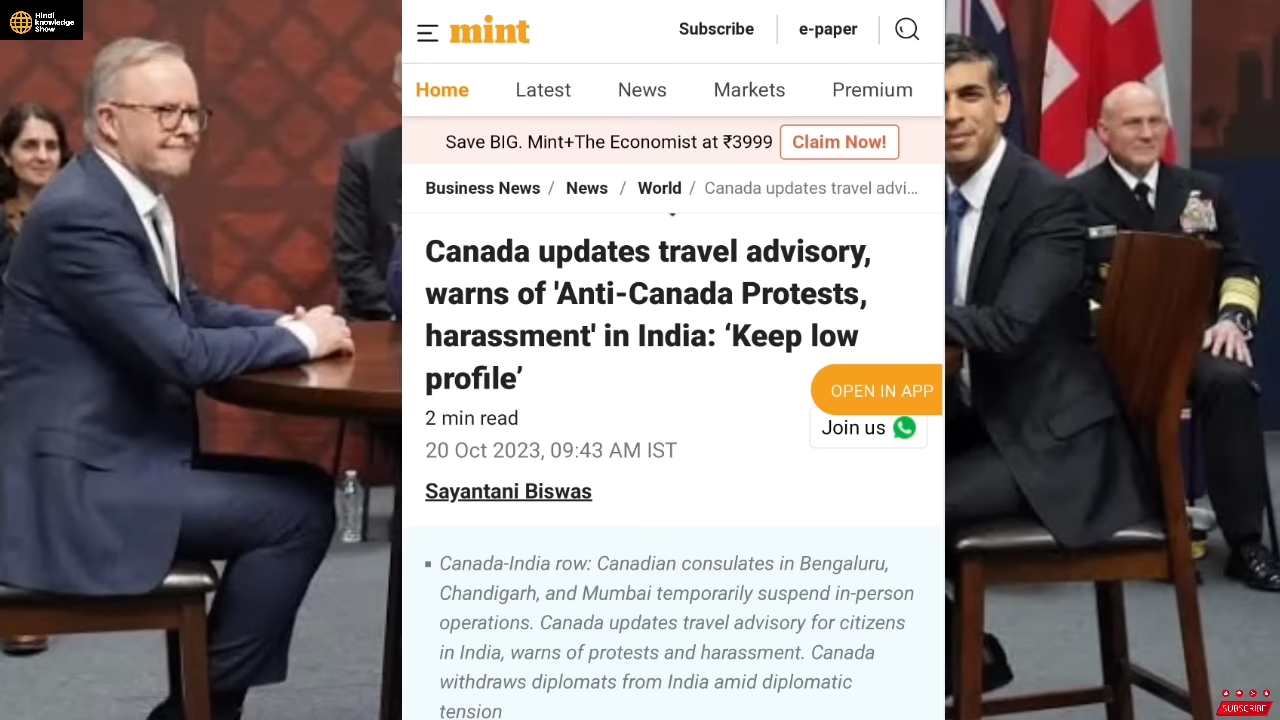 Hindi
knowledge
Show
mint
Subscribe
e-paper
Home Latest News Markets Premium
Save BIG. Mint+The Economist at ₹3999 Claim Now!
Business News / News / World / Canada updates travel advi...
Canada updates travel advisory,
warns of 'Anti-Canada Protests,
harassment' in India: ‘Keep low
profile’
OPEN IN APP
2 min read
Join us
20 Oct 2023, 09:43 AM IST
Sayantani Biswas
▪ Canada-India row: Canadian consulates in Bengaluru,
Chandigarh, and Mumbai temporarily suspend in-person
operations. Canada updates travel advisory for citizens
in India, warns of protests and harassment. Canada
withdraws diplomats from India amid diplomatic
tension
SUBSCRIBE